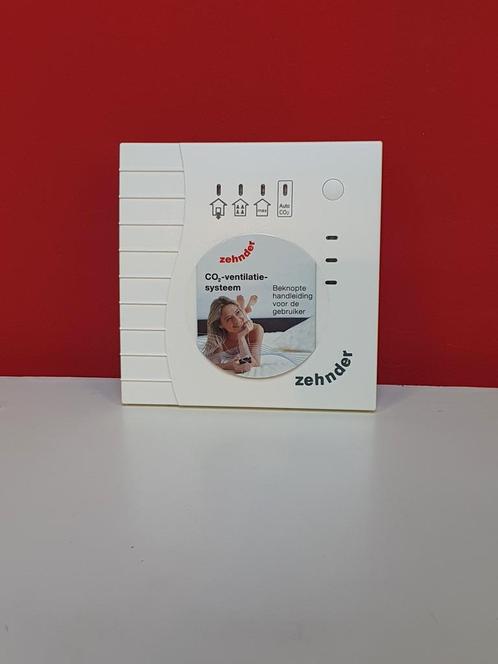 max
Auto
CO₂
zehnder
CO₂-ventilatie-
systeem
Beknopte
handleiding
voor de
gebruiker
zehnder